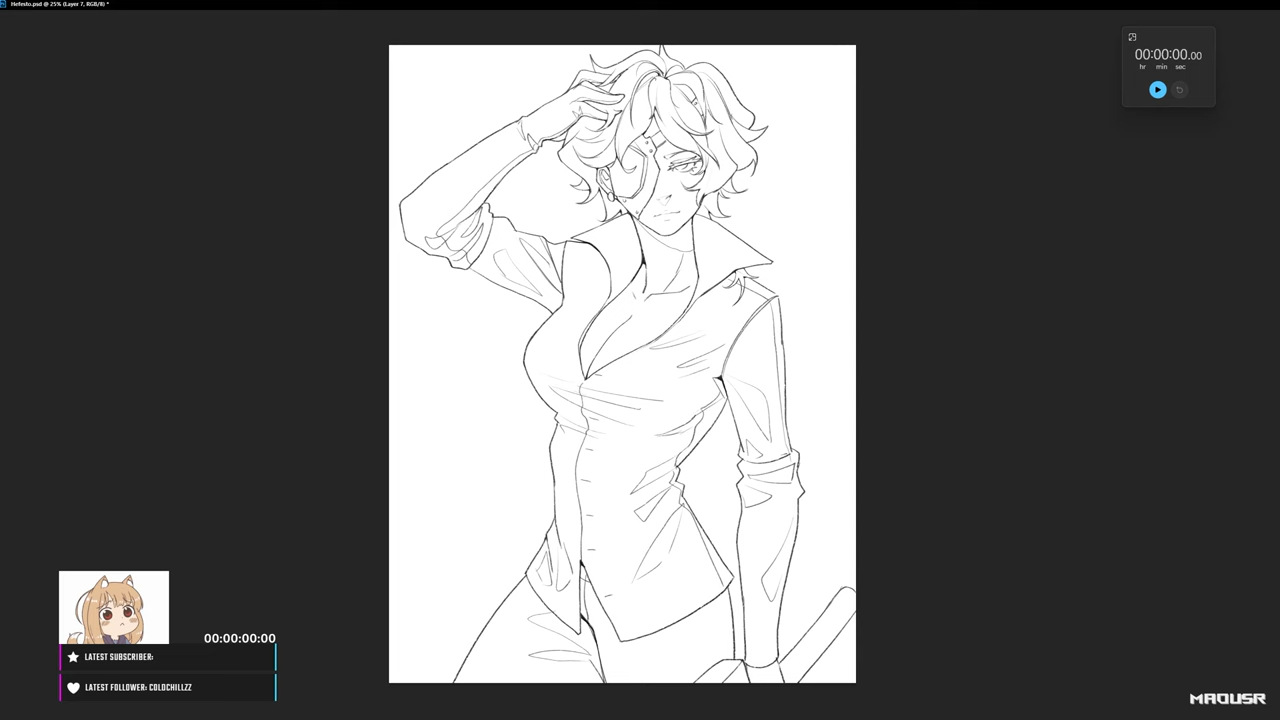 Hefesto.psd @ 25% (Layer 7, RGB/8) *
00:00:00.00
hr min sec
00:00:00:00
LATEST SUBSCRIBER:
LATEST FOLLOWER: COLDCHILLZZ
MAOUSR